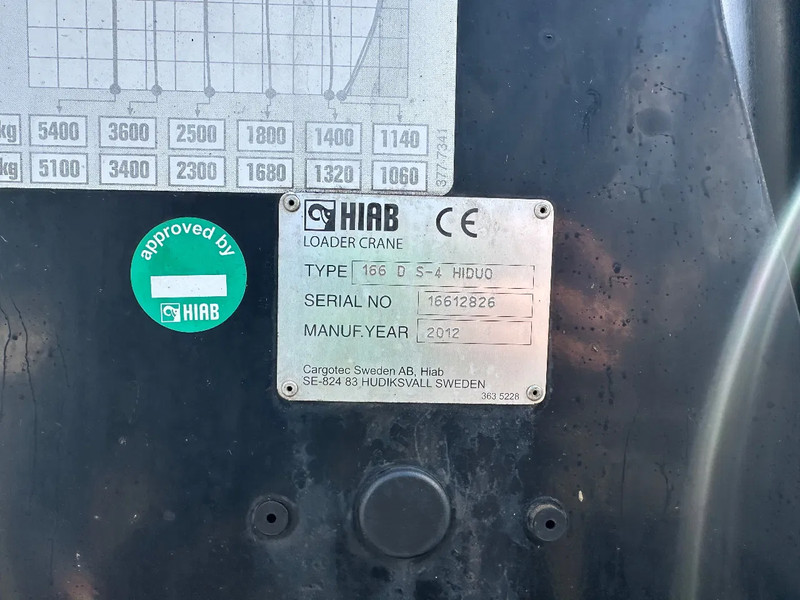 kg 5400 3600 2500 1800 1400 1140
kg 5100 3400 2300 1680 1320 1060
377-7341
approved by
HIAB
HIAB CE
LOADER CRANE
TYPE 166 D S-4 HIDUO
SERIAL NO 16612826
MANUF.YEAR 2012
Cargotec Sweden AB, Hiab
SE-824 83 HUDIKSVALL SWEDEN
363 5228